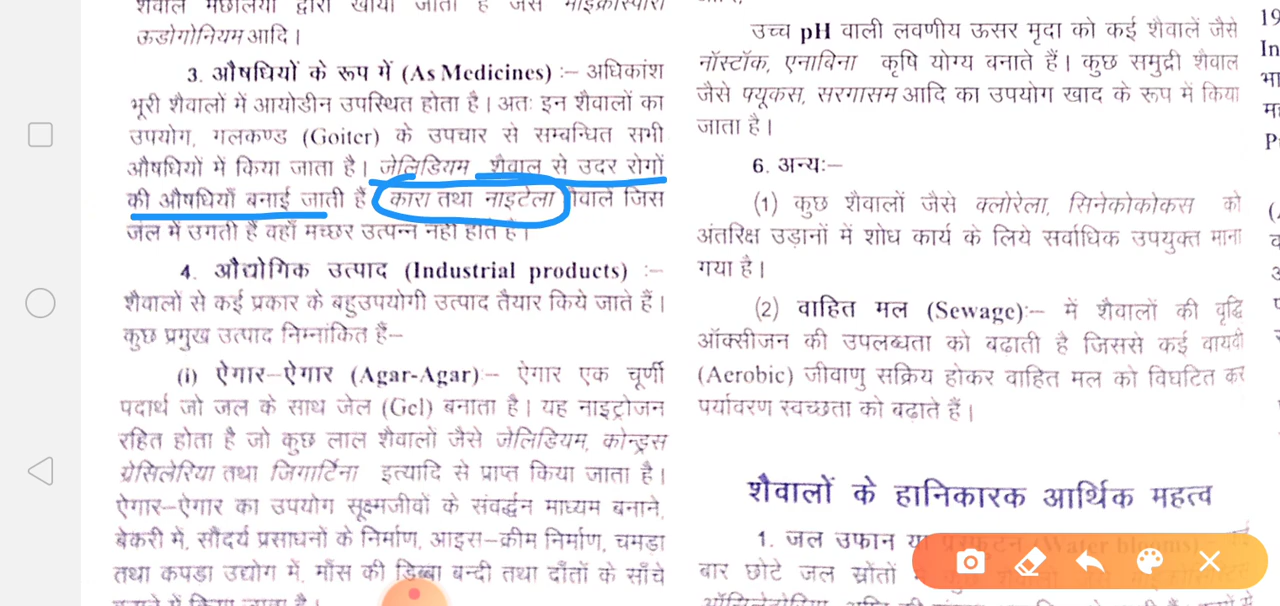 शैवाल मछलियों द्वारा खाया जाता है जैसे माइक्रोस्पोरा
ऊडोगोनियम आदि।
3. औषधियों के रूप में (As Medicines) :– अधिकांश
भूरी शैवालों में आयोडीन उपस्थित होता है। अतः इन शैवालों का
उपयोग, गलकण्ड (Goiter) के उपचार से सम्बन्धित सभी
औषधियों में किया जाता है। जेलिडियम शैवाल से उदर रोगों
की औषधियाँ बनाई जाती हैं कारा तथा नाइटेला जिस
जल में उगती हैं वहाँ मच्छर उत्पन्न नहीं होते है।
4. औद्योगिक उत्पाद (Industrial products) :–
शैवालों से कई प्रकार के बहुउपयोगी उत्पाद तैयार किये जाते हैं।
कुछ प्रमुख उत्पाद निम्नांकित हैं–
(i) ऐगार–ऐगार (Agar-Agar):– ऐगार एक चूर्णी
पदार्थ जो जल के साथ जेल (Gel) बनाता है। यह नाइट्रोजन
रहित होता है जो कुछ लाल शैवालों जैसे जेलिडियम, कोन्ड्रस
ग्रेसिलेरिया तथा जिगार्टिना इत्यादि से प्राप्त किया जाता है।
ऐगार–ऐगार का उपयोग सूक्ष्मजीवों के संवर्द्धन माध्यम बनाने,
बेकरी में, सौंदर्य प्रसाधनों के निर्माण, आइस–क्रीम निर्माण, चमड़ा
तथा कपडा उद्योग में, माँस की डिब्बा बन्दी तथा दाँतों के साँचे
उच्च pH वाली लवणीय ऊसर मृदा को कई शैवालें जैसे
नॉस्टॉक, एनाबिना कृषि योग्य बनाते हैं। कुछ समुद्री शैवाल
जैसे फ्यूकस, सरगासम आदि का उपयोग खाद के रूप में किया
जाता है।
6. अन्य:–
(1) कुछ शैवालों जैसे क्लोरेला, सिनेकोकोकस को
अंतरिक्ष उड़ानों में शोध कार्य के लिये सर्वाधिक उपयुक्त माना
गया है।
(2) वाहित मल (Sewage):– में शैवालों की वृद्धि
ऑक्सीजन की उपलब्धता को बढाती है जिससे कई वायवी
(Aerobic) जीवाणु सक्रिय होकर वाहित मल को विघटित कर
पर्यावरण स्वच्छता को बढाते हैं।
शैवालों के हानिकारक आर्थिक महत्व
1. जल उफान या प्रस्फुटन (Water blooms)
बार छोटे जल स्रोतों
19
In